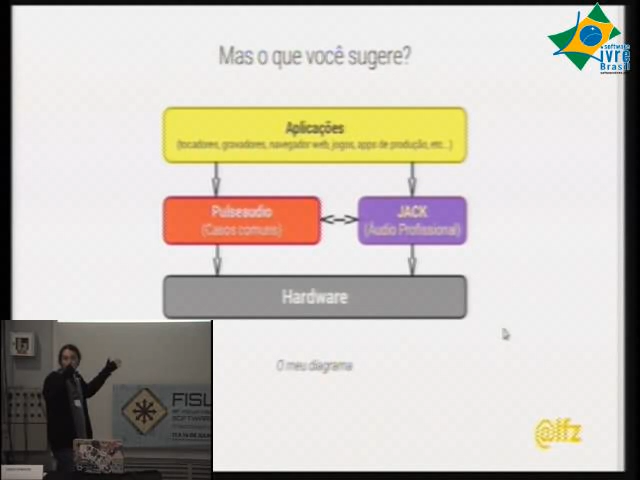 Mas o que você sugere?
software
livre
Brasil
Aplicações
(tocadores, gravadores, navegador web, jogos, apps de produção, etc...)
Pulseaudio
(Casos comuns)
JACK
(Áudio Profissional)
Hardware
O meu diagrama
@lfz
FISL
SOFTWARE